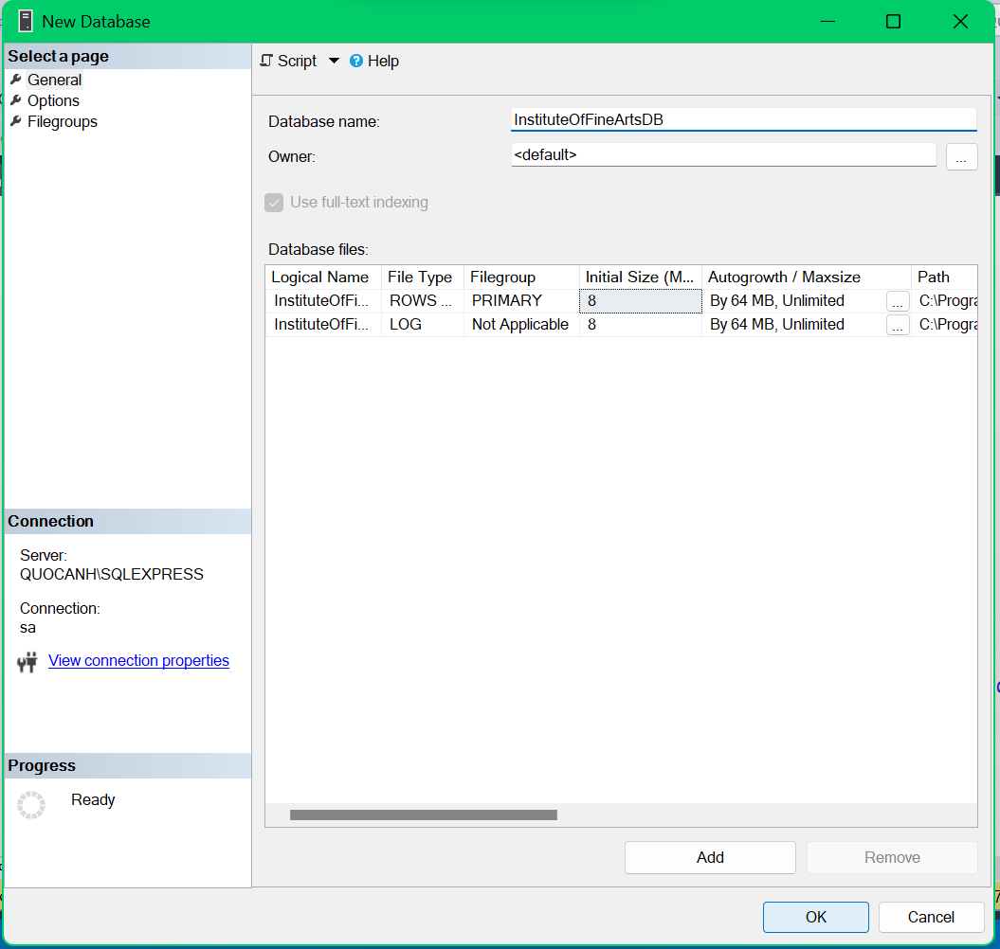 New Database
Select a page
General
Options
Filegroups
Script
Help
Database name:
InstituteOfFineArtsDB
Owner:
<default>
...
Use full-text indexing
Database files:
Logical Name File Type Filegroup Initial Size (M... Autogrowth / Maxsize Path
InstituteOfFi... ROWS ... PRIMARY 8 By 64 MB, Unlimited ... C:\Progra
InstituteOfFi... LOG Not Applicable 8 By 64 MB, Unlimited ... C:\Progra
Connection
Server:
QUOCANH\SQLEXPRESS
Connection:
sa
View connection properties
Progress
Ready
Add
Remove
OK
Cancel